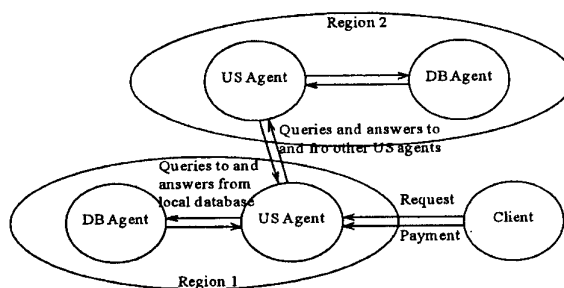 Region 2
US Agent
DB Agent
Queries and answers to
and fro other US agents
Queries to and
answers from
local database
DB Agent
US Agent
Request
Payment
Client
Region 1